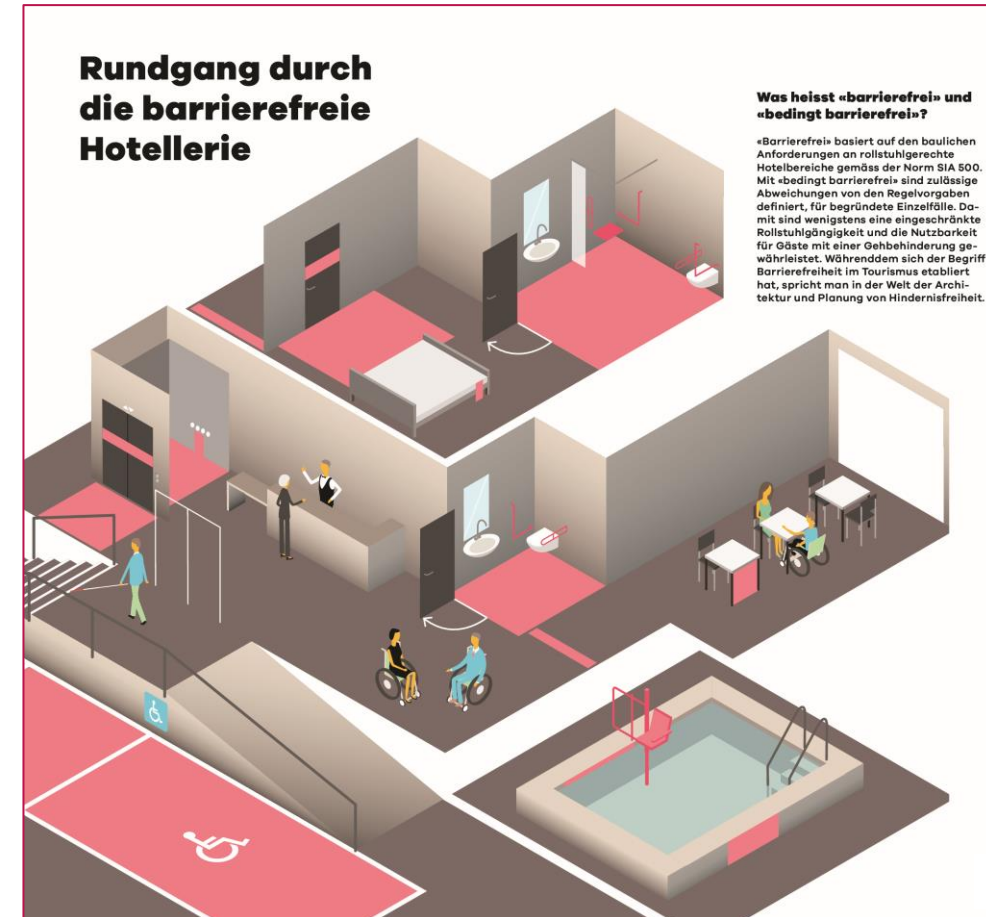 Rundgang durch
die barrierefreie
Hotellerie
Was heisst «barrierefrei» und
«bedingt barrierefrei»?
«Barrierefrei» basiert auf den baulichen
Anforderungen an rollstuhlgerechte
Hotelbereiche gemäss der Norm SIA 500.
Mit «bedingt barrierefrei» sind zulässige
Abweichungen von den Regelvorgaben
definiert, für begründete Einzelfälle. Da-
mit sind wenigstens eine eingeschränkte
Rollstuhlgängigkeit und die Nutzbarkeit
für Gäste mit einer Gehbehinderung ge-
währleistet. Währenddem sich der Begriff
Barrierefreiheit im Tourismus etabliert
hat, spricht man in der Welt der Archi-
tektur und Planung von Hindernisfreiheit.